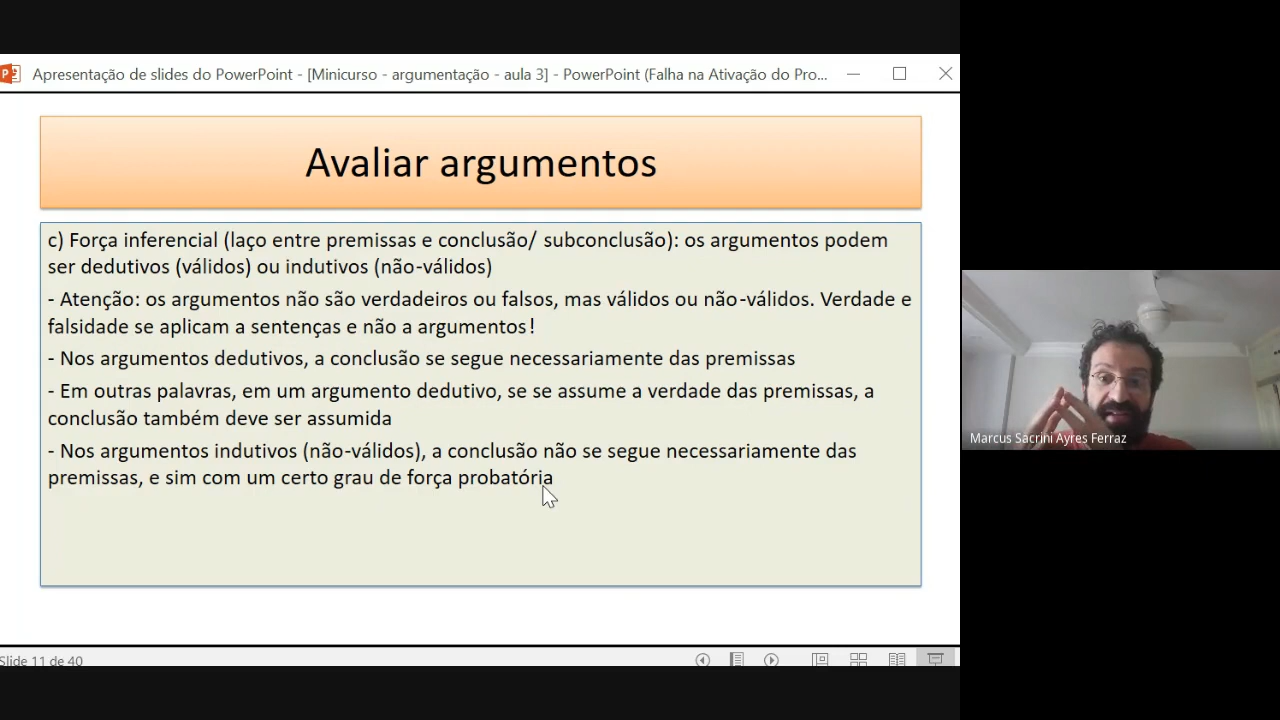 Apresentação de slides do PowerPoint - [Minicurso - argumentação - aula 3] - PowerPoint (Falha na Ativação do Pro...
Avaliar argumentos
c) Força inferencial (laço entre premissas e conclusão/ subconclusão): os argumentos podem
ser dedutivos (válidos) ou indutivos (não-válidos)
- Atenção: os argumentos não são verdadeiros ou falsos, mas válidos ou não-válidos. Verdade e
falsidade se aplicam a sentenças e não a argumentos!
- Nos argumentos dedutivos, a conclusão se segue necessariamente das premissas
- Em outras palavras, em um argumento dedutivo, se se assume a verdade das premissas, a
conclusão também deve ser assumida
- Nos argumentos indutivos (não-válidos), a conclusão não se segue necessariamente das
premissas, e sim com um certo grau de força probatória
Marcus Sacrini Ayres Ferraz
Slide 11 de 40